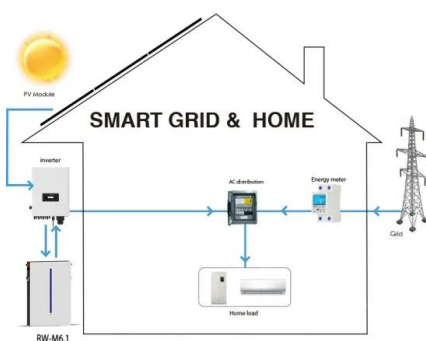 PV Module
SMART GRID & HOME
Inverter
AC distribution
Energy meter
Grid
Home load
RW-M6.1